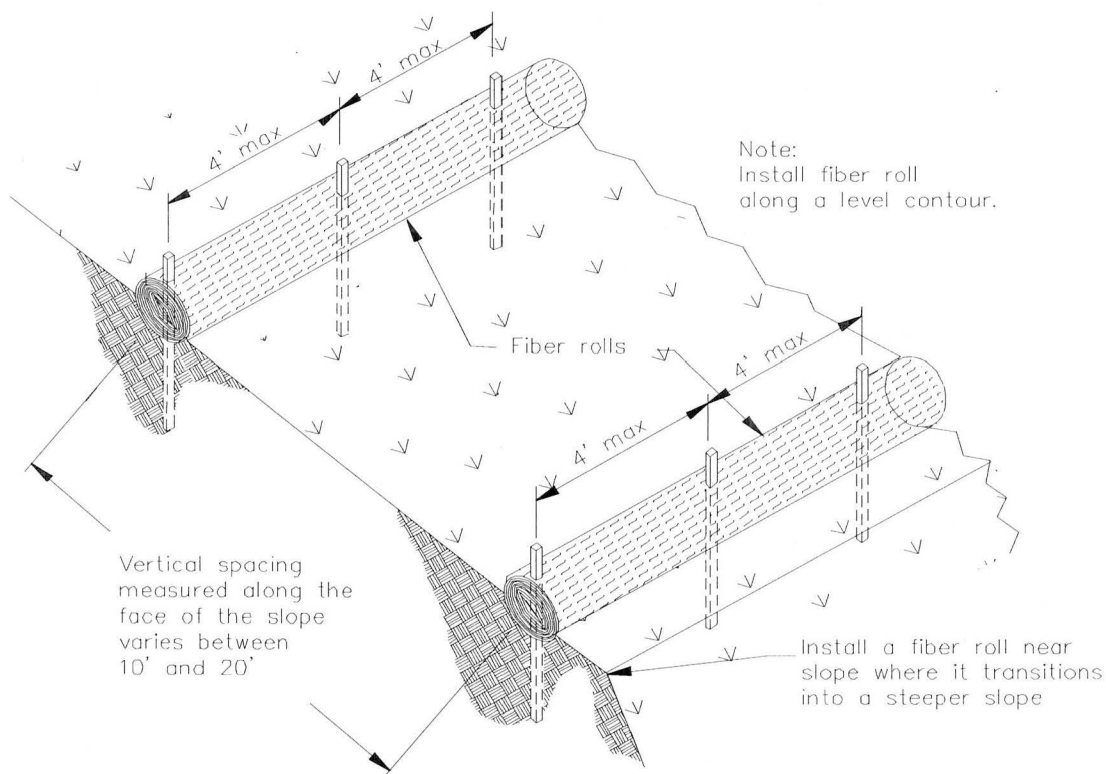 4' max
4' max
Note:
Install fiber roll
along a level contour.
Fiber rolls
4' max
4' max
Vertical spacing
measured along the
face of the slope
varies between
10' and 20'
Install a fiber roll near
slope where it transitions
into a steeper slope